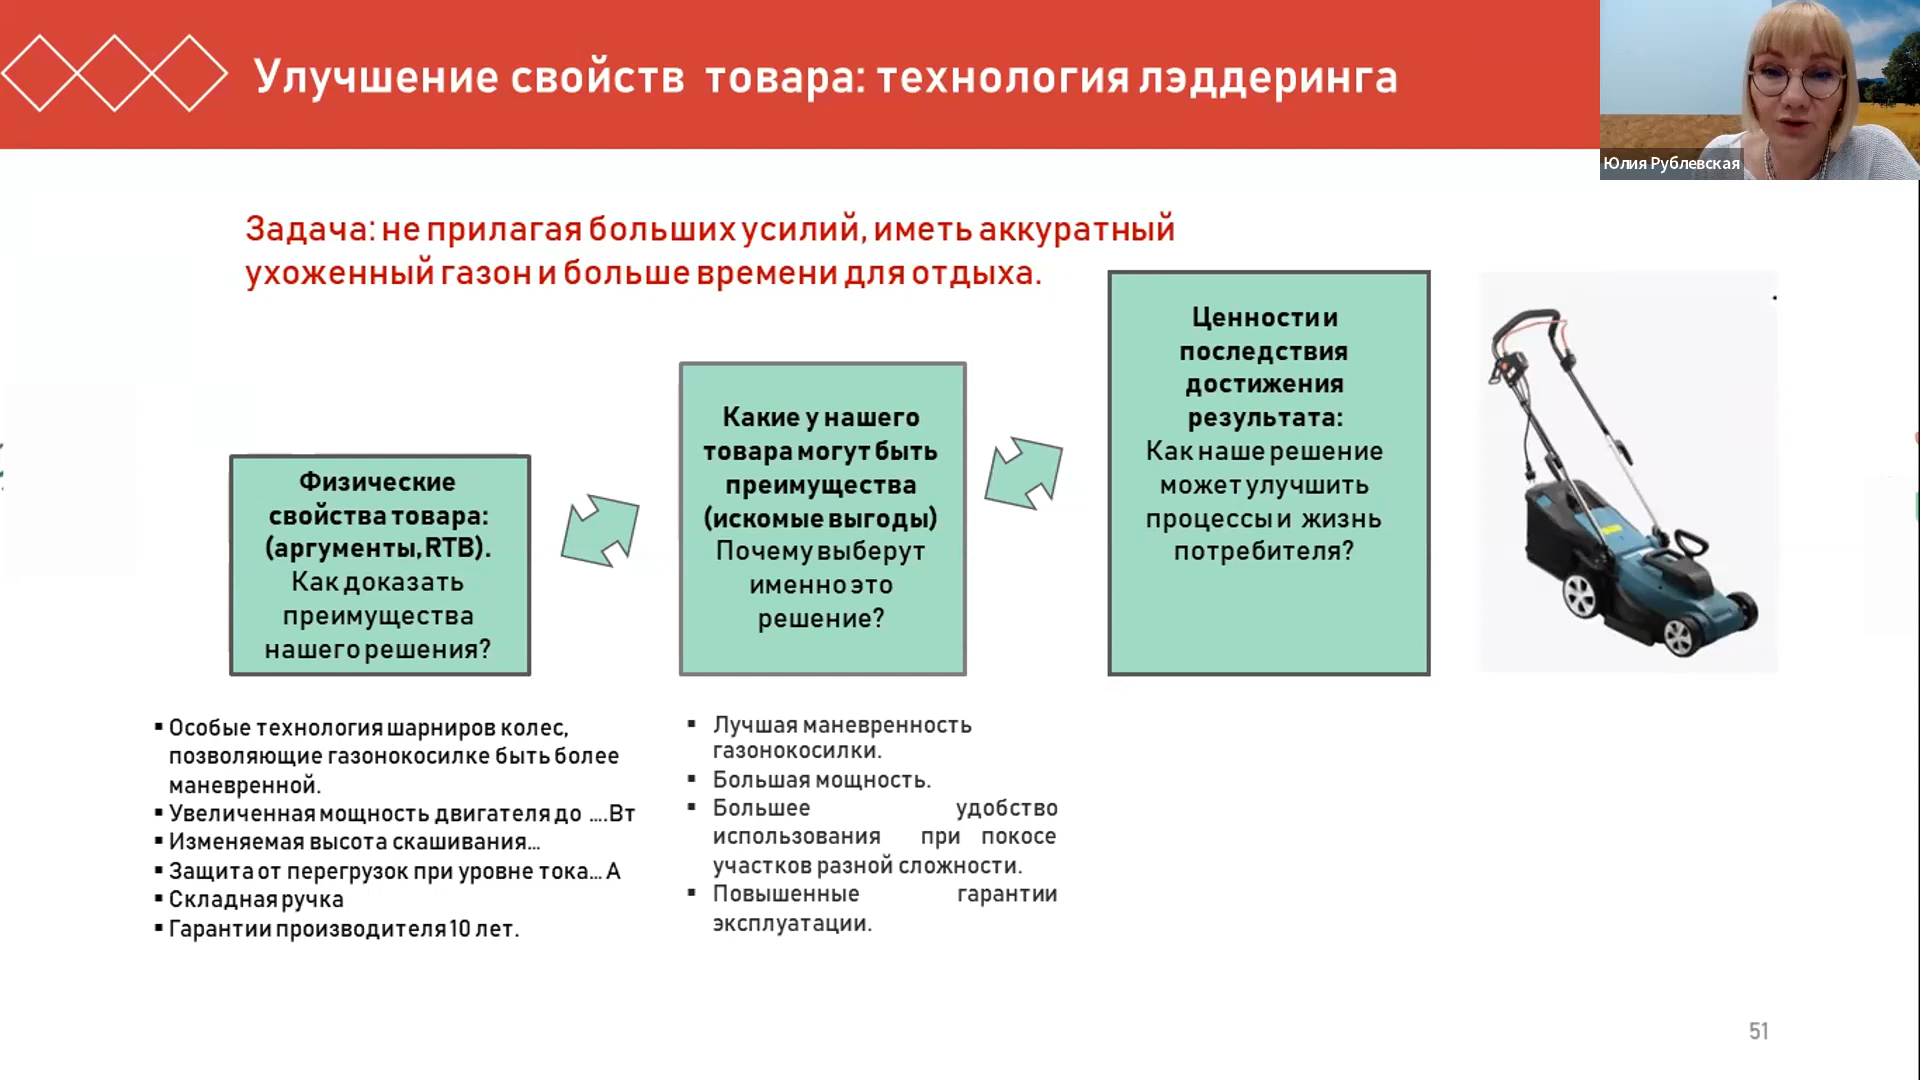 Улучшение свойств товара: технология лэддеринга
Юлия Рублевская
Задача: не прилагая больших усилий, иметь аккуратный
ухоженный газон и больше времени для отдыха.
Физические
свойства товара:
(аргументы, RTB).
Как доказать
преимущества
нашего решения?
Какие у нашего
товара могут быть
преимущества
(искомые выгоды)
Почему выберут
именно это
решение?
Ценности и
последствия
достижения
результата:
Как наше решение
может улучшить
процессы и жизнь
потребителя?
▪ Особые технология шарниров колес,
позволяющие газонокосилке быть более
маневренной.
▪ Увеличенная мощность двигателя до ....Вт
▪ Изменяемая высота скашивания...
▪ Защита от перегрузок при уровне тока... А
▪ Складная ручка
▪ Гарантии производителя 10 лет.
▪ Лучшая маневренность
газонокосилки.
▪ Большая мощность.
▪ Большее удобство
использования при покосе
участков разной сложности.
▪ Повышенные гарантии
эксплуатации.
51